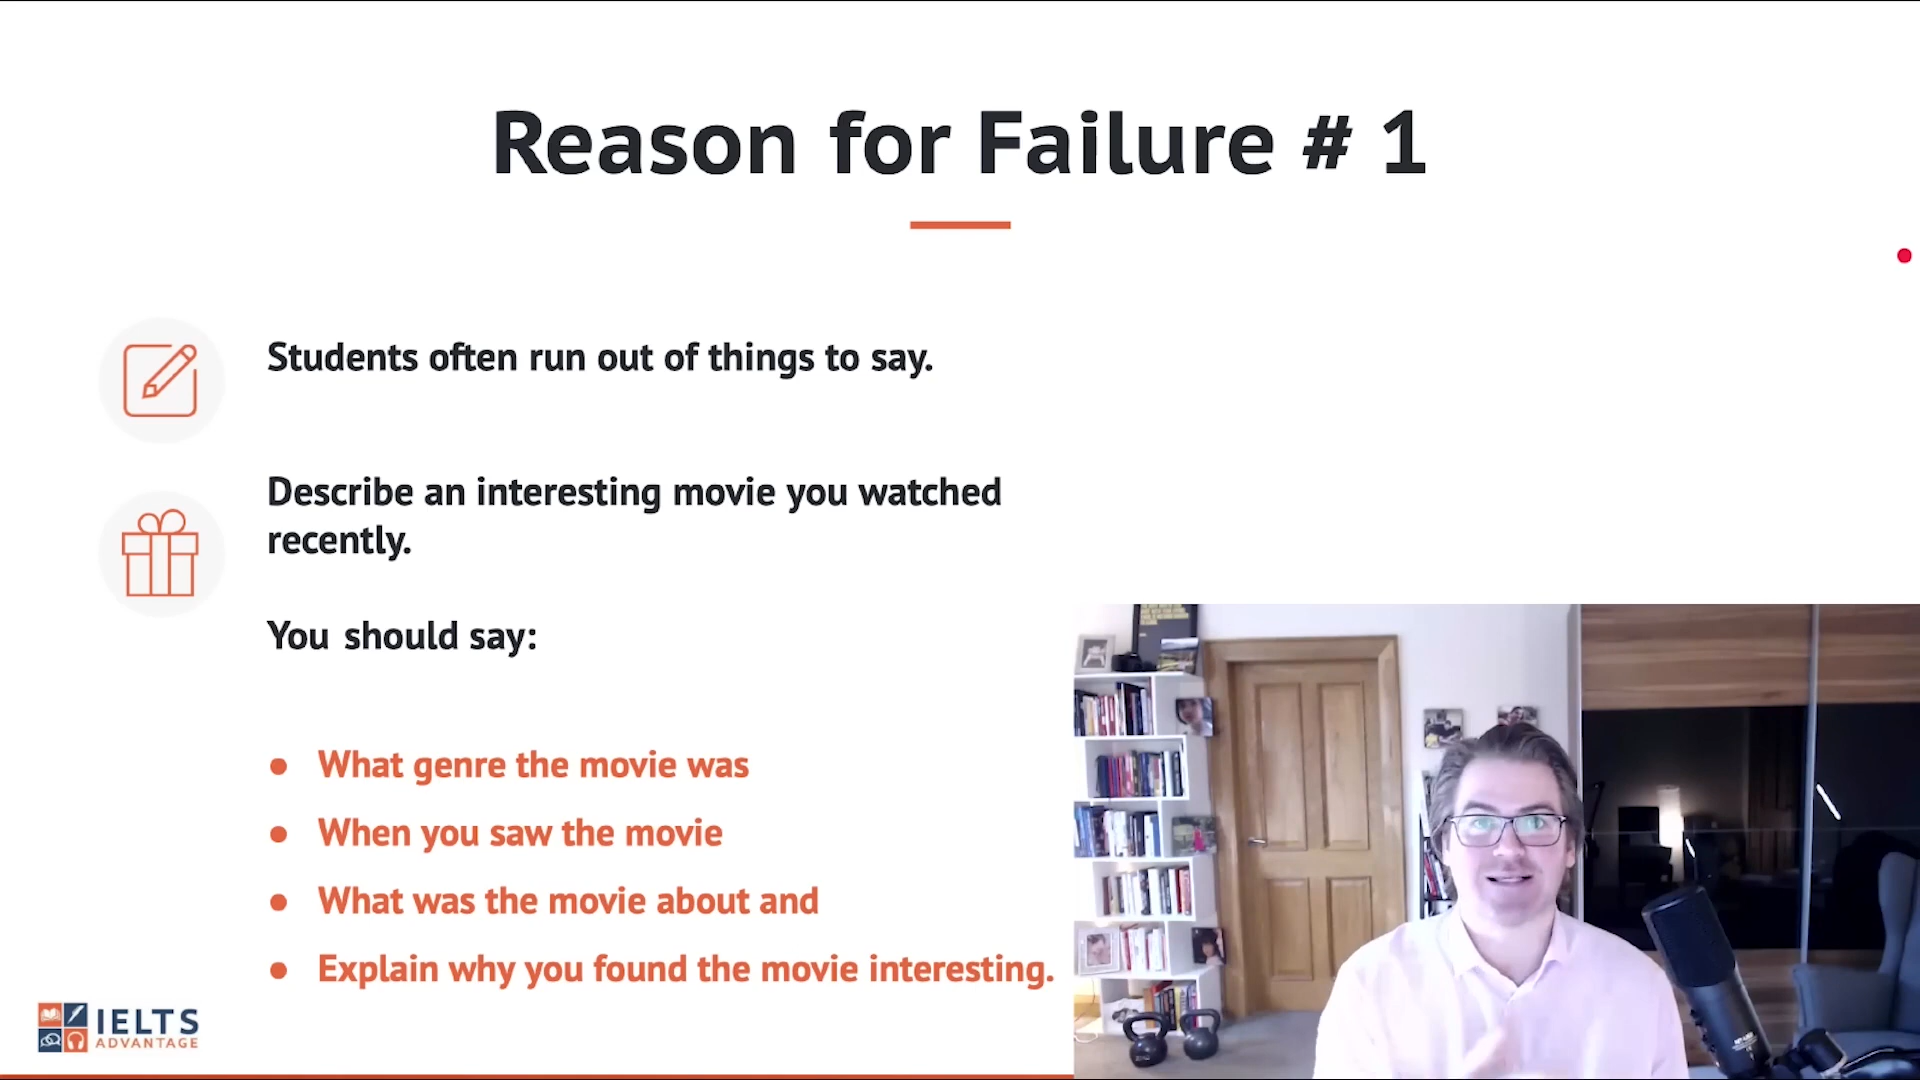 Reason for Failure # 1
Students often run out of things to say.
Describe an interesting movie you watched
recently.
You should say:
● What genre the movie was
● When you saw the movie
● What was the movie about and
● Explain why you found the movie interesting.
IELTS
ADVANTAGE